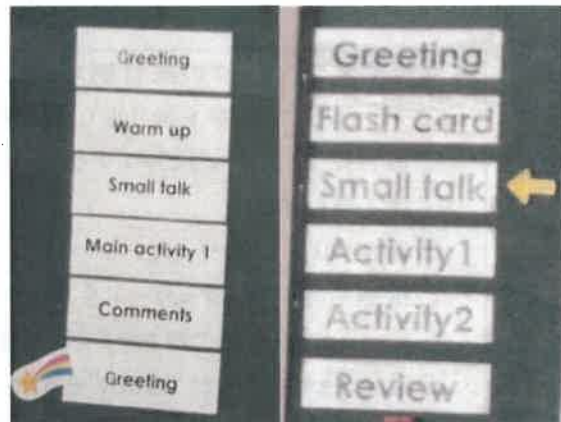 Greeting
Warm up
Small talk
Main activity 1
Comments
Greeting
Greeting
Flash card
Small talk
Activity1
Activity2
Review